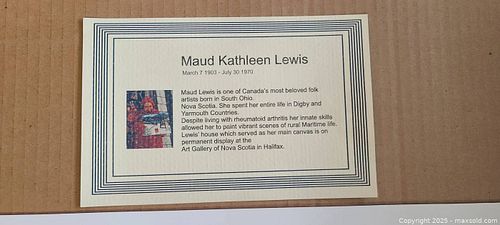 Maud Kathleen Lewis
March 7 1903 - July 30 1970
Maud Lewis is one of Canada's most beloved folk
artists born in South Ohio.
Nova Scotia. She spent her entire life in Digby and
Yarmouth Countries.
Despite living with rheumatoid arthritis her innate skills
allowed her to paint vibrant scenes of rural Maritime life.
Lewis' house which served as her main canvas is on
permanent display at the
Art Gallery of Nova Scotia in Halifax.
Copyright 2025 - maxsold.com